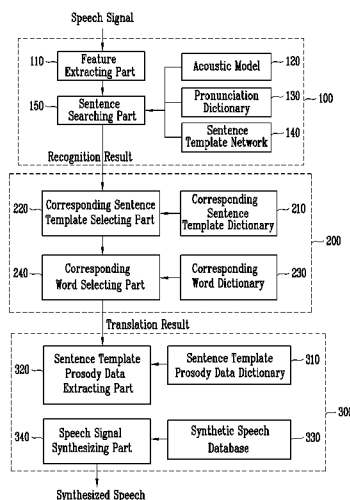 Speech Signal
110
Feature
Extracting Part
Acoustic Model
120
150
Sentence
Searching Part
Pronunciation
Dictionary
130
100
Sentence
Template Network
140
Recognition Result
220
Corresponding Sentence
Template Selecting Part
Corresponding
Sentence
Template Dictionary
210
200
240
Corresponding
Word Selecting Part
Corresponding
Word Dictionary
230
Translation Result
320
Sentence Template
Prosody Data
Extracting Part
Sentence Template
Prosody Data Dictionary
310
300
340
Speech Signal
Synthesizing Part
Synthetic Speech
Database
330
Synthesized Speech